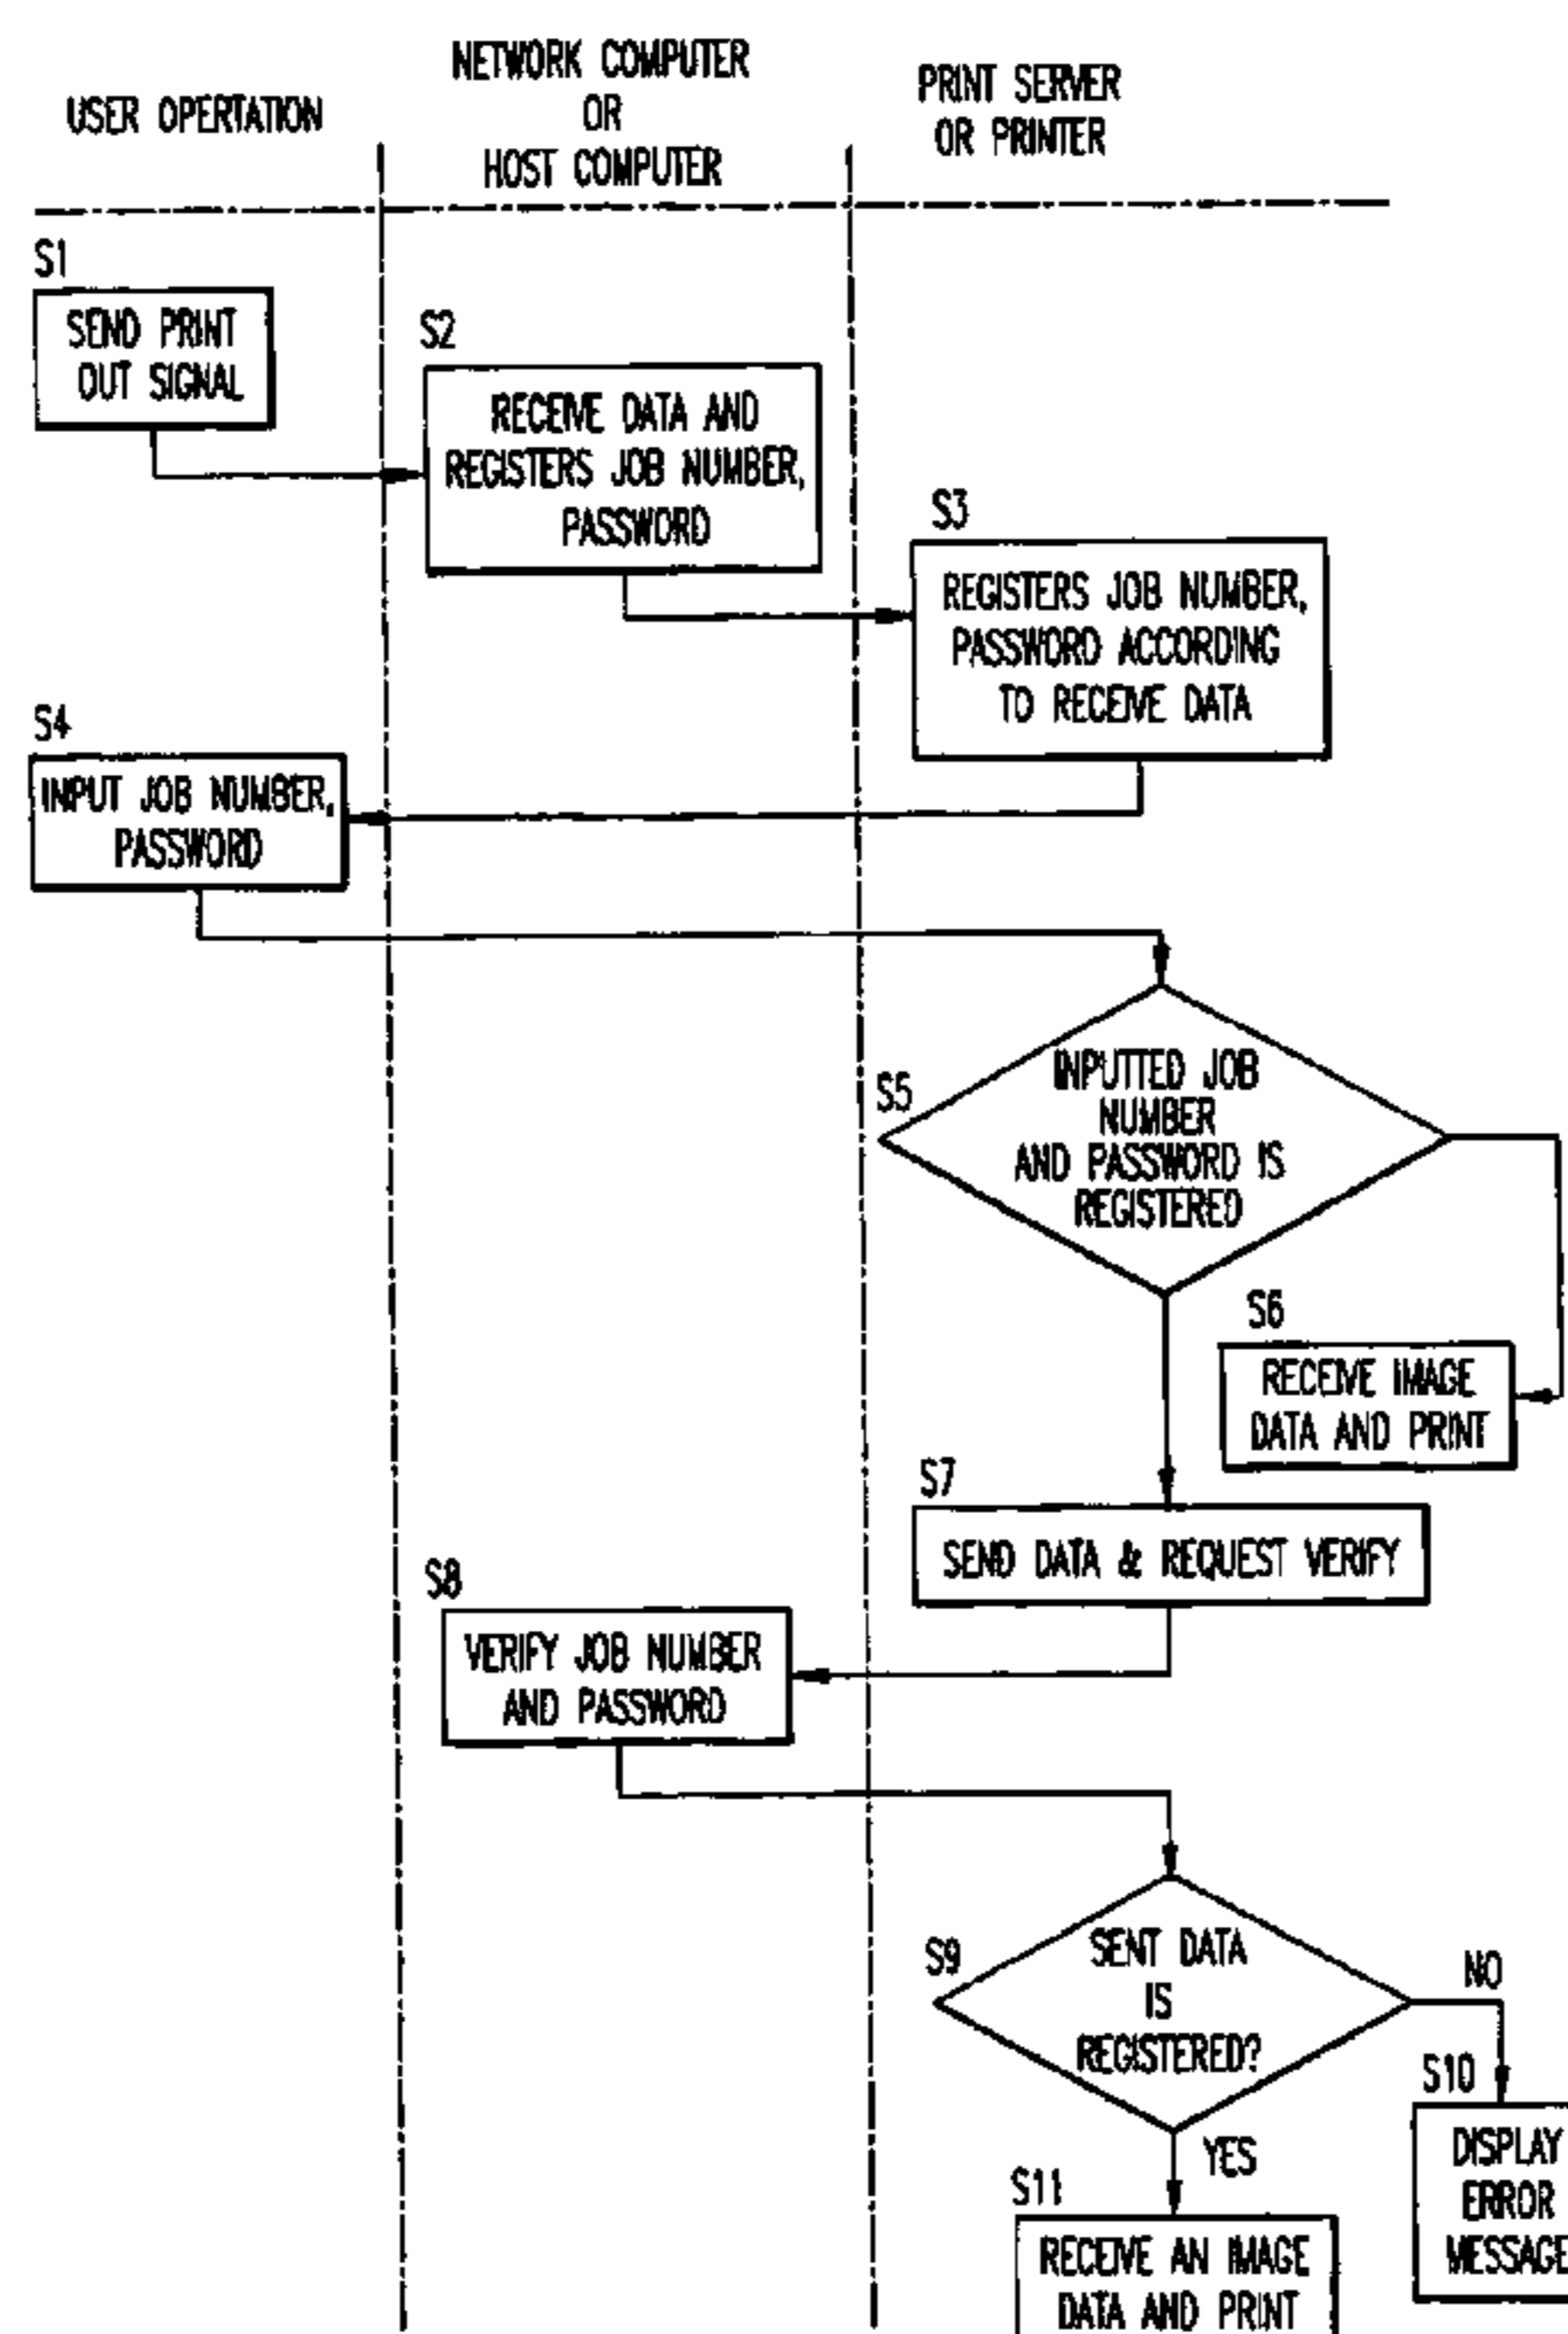 USER OPERTATION
NETWORK COMPUTER
OR
HOST COMPUTER
PRINT SERVER
OR PRINTER
S1
SEND PRINT
OUT SIGNAL
S2
RECEIVE DATA AND
REGISTERS JOB NUMBER,
PASSWORD
S3
REGISTERS JOB NUMBER,
PASSWORD ACCORDING
TO RECEIVE DATA
S4
INPUT JOB NUMBER,
PASSWORD
S5
INPUTTED JOB
NUMBER
AND PASSWORD IS
REGISTERED
S6
RECEIVE IMAGE
DATA AND PRINT
S7
SEND DATA & REQUEST VERIFY
S8
VERIFY JOB NUMBER
AND PASSWORD
S9
SENT DATA
IS
REGISTERED?
NO
S10
DISPLAY
ERROR
MESSAGE
YES
S11
RECEIVE AN IMAGE
DATA AND PRINT